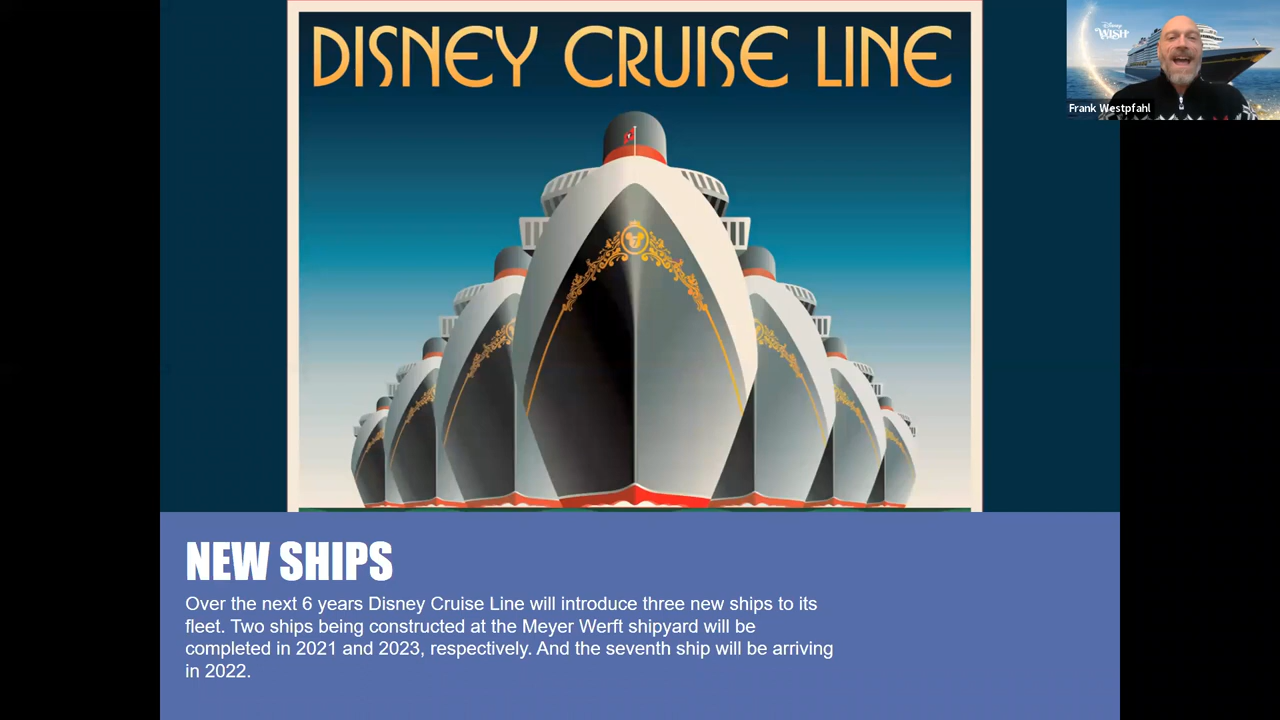 DISNEY CRUISE LINE
Disney
WISH
Frank Westpfahl
NEW SHIPS
Over the next 6 years Disney Cruise Line will introduce three new ships to its
fleet. Two ships being constructed at the Meyer Werft shipyard will be
completed in 2021 and 2023, respectively. And the seventh ship will be arriving
in 2022.